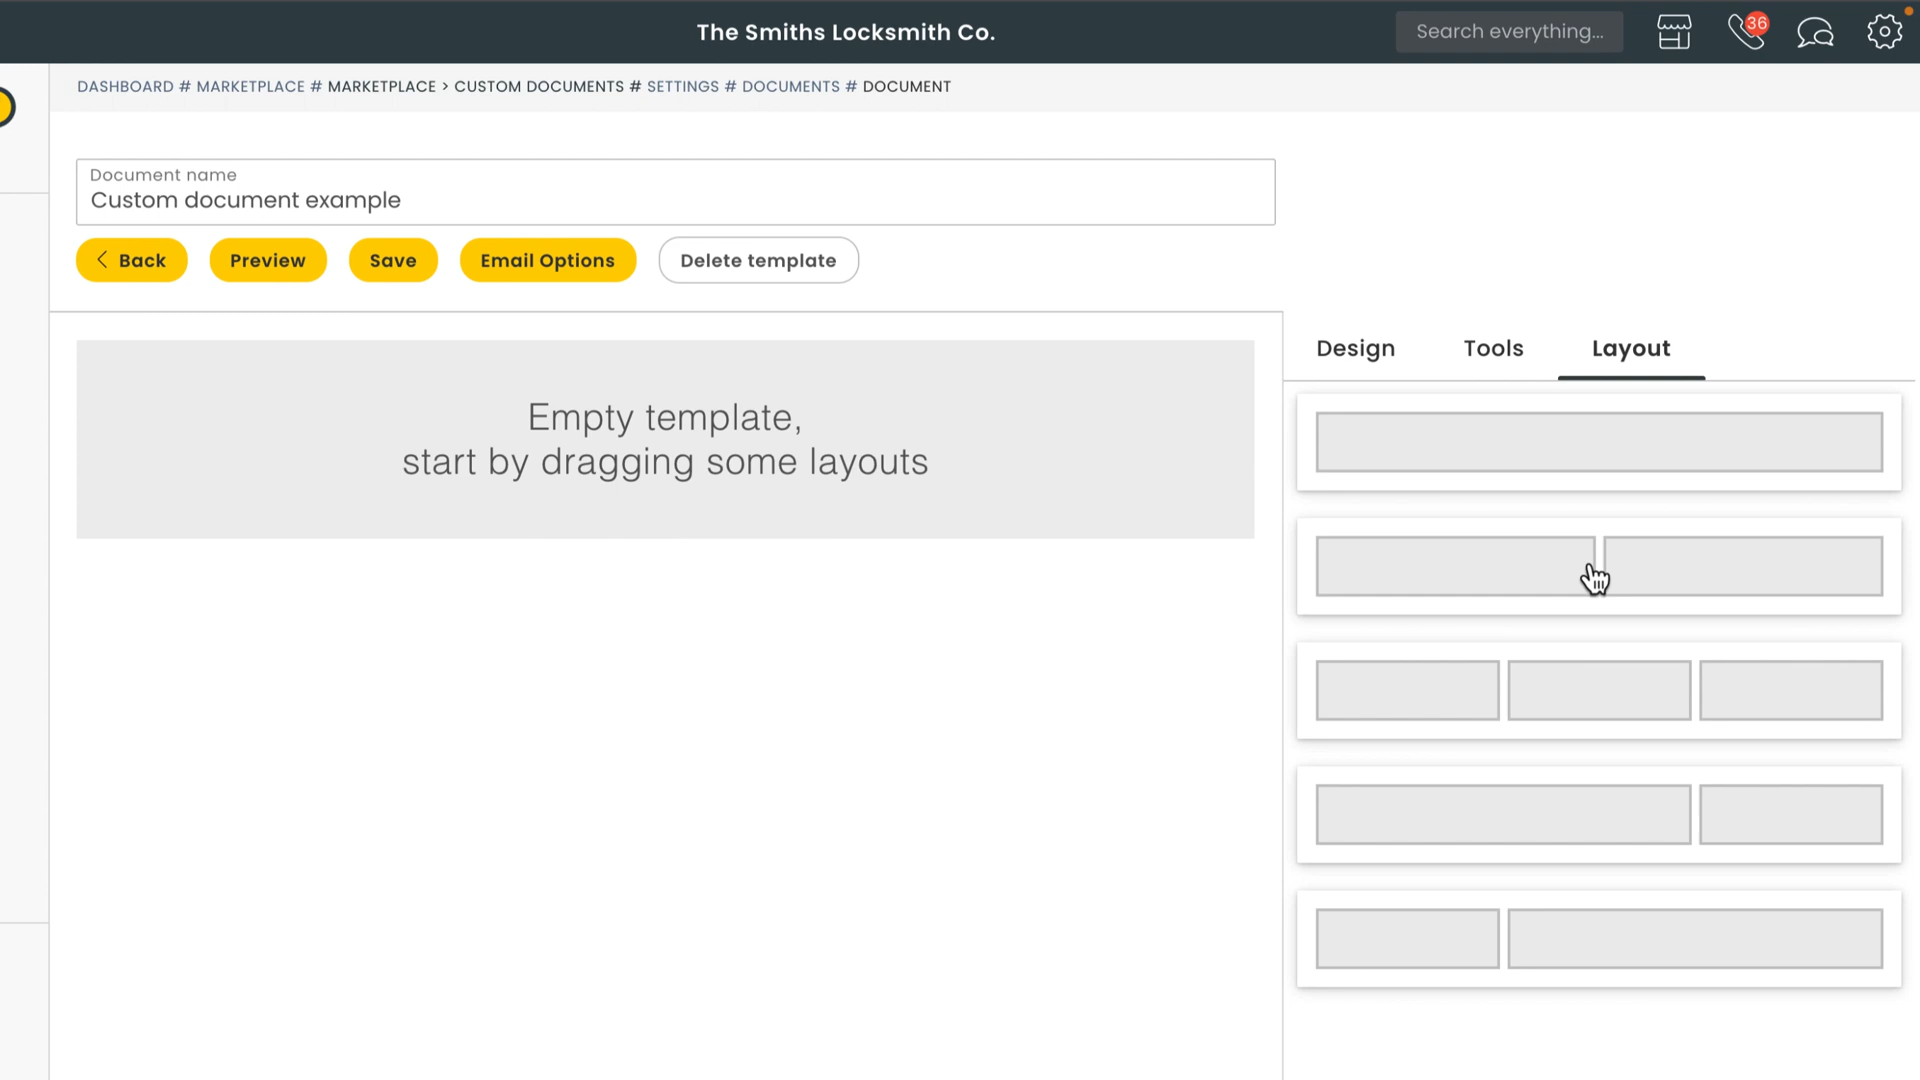 The Smiths Locksmith Co.
Search everything...
36
DASHBOARD # MARKETPLACE # MARKETPLACE > CUSTOM DOCUMENTS # SETTINGS # DOCUMENTS # DOCUMENT
Document name
Custom document example
Back
Preview
Save
Email Options
Delete template
Design
Tools
Layout
Empty template,
start by dragging some layouts